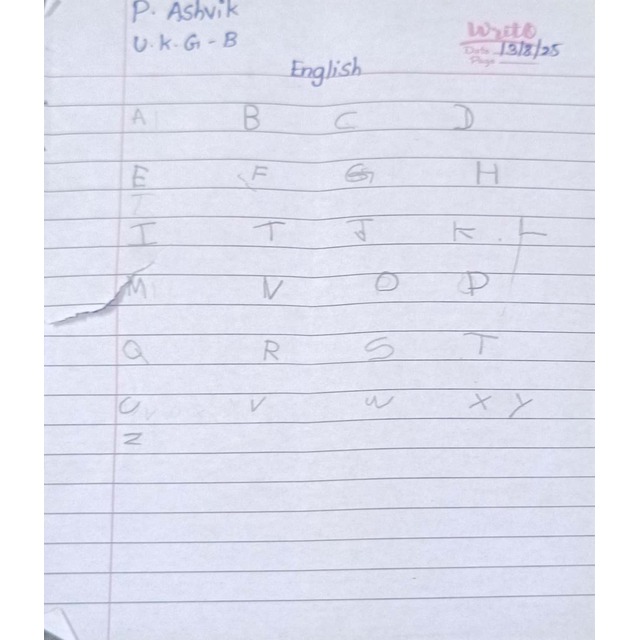 P. Ashvik
U.K.G - B
Write
Date 13/8/25
Page
English
A B C D
E F G H
I T J K . L
M N O P
Q R S T
U V W X Y
Z